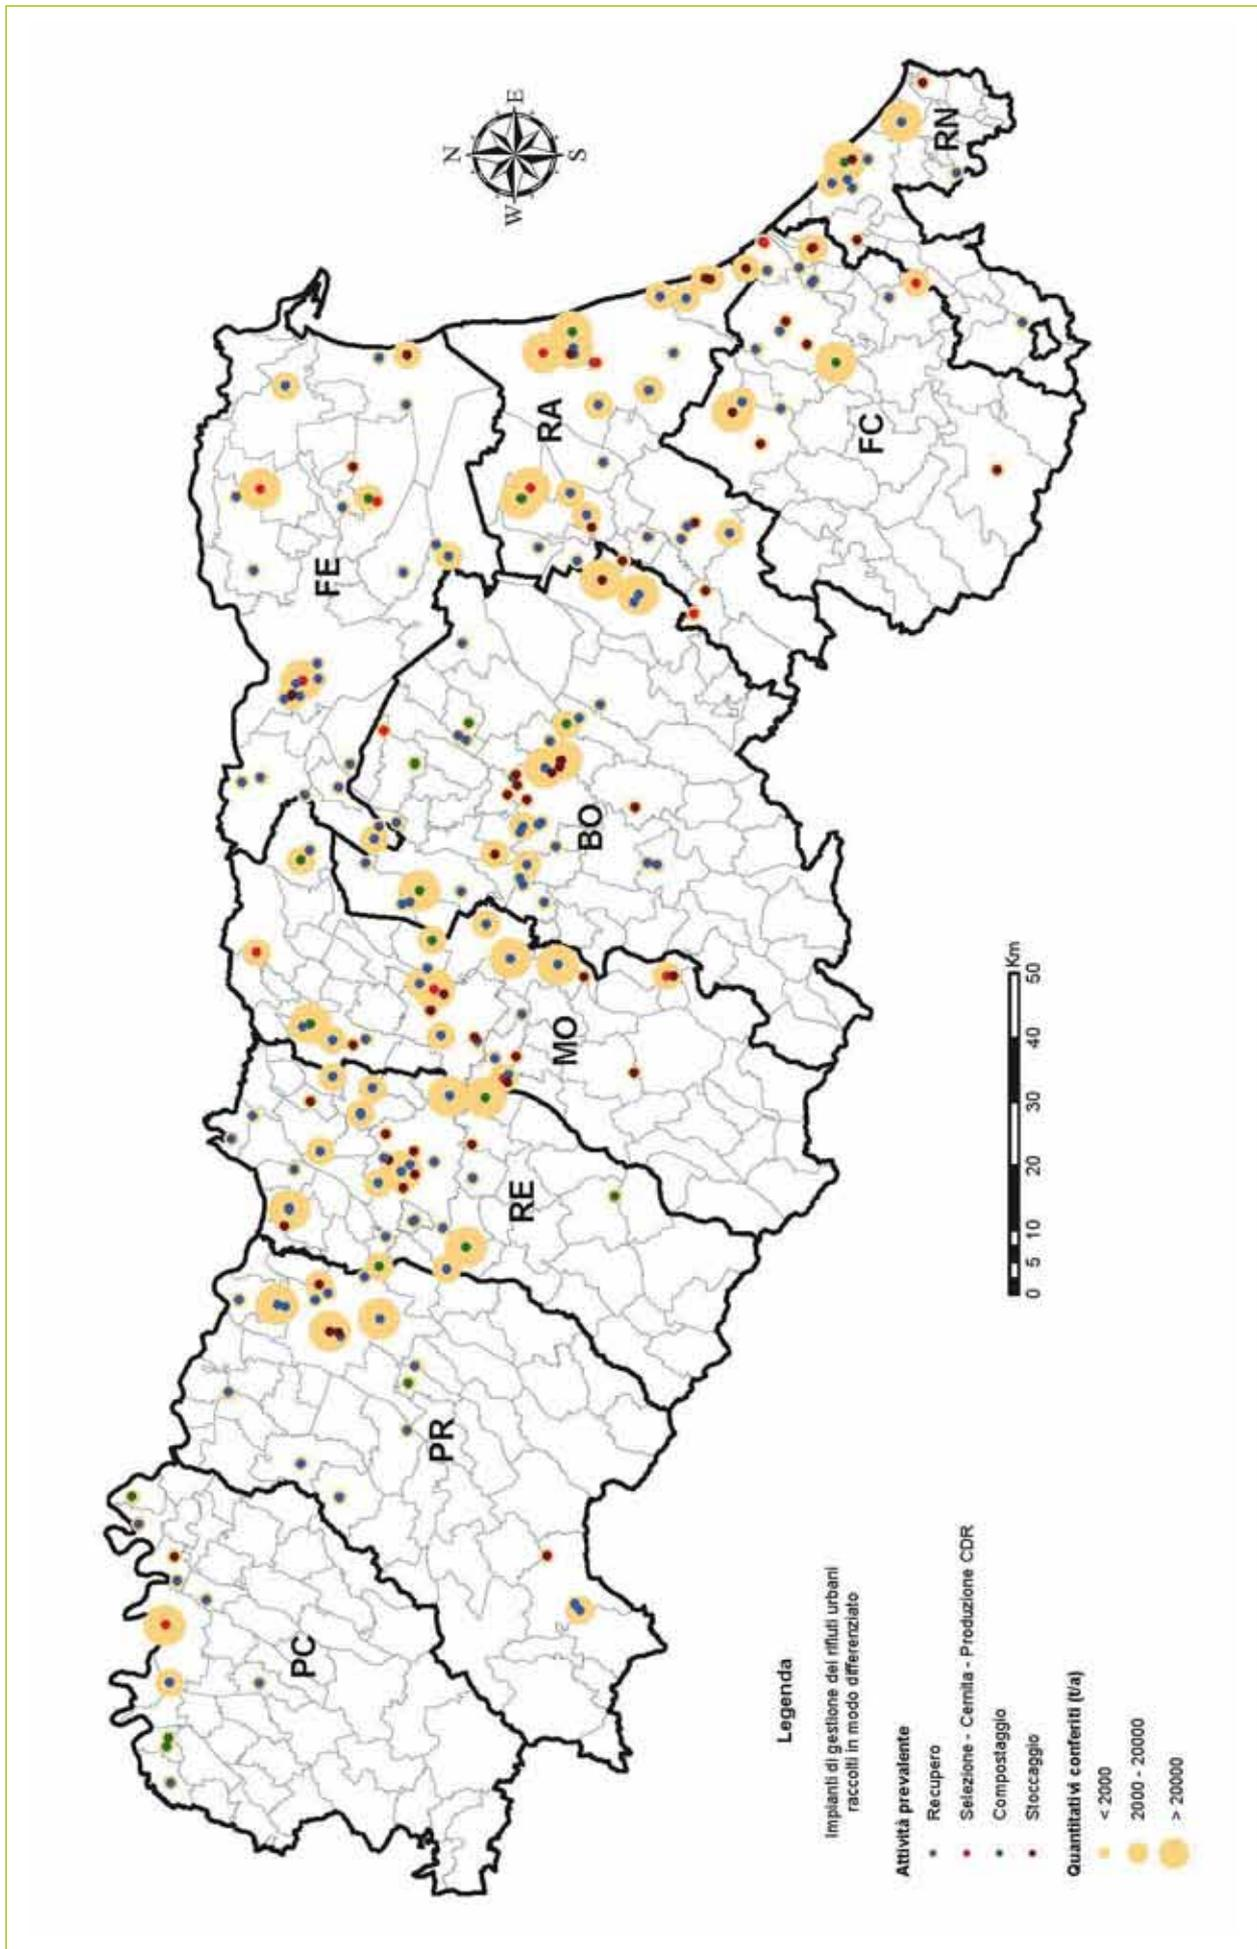 N
W
E
S
FE
RA
RN
FC
BO
MO
RE
PR
PC
Legenda
Impianti di gestione dei rifiuti urbani
raccolti in modo differenziato
Attività prevalente
Recupero
Selezione - Cernita - Produzione CDR
Compostaggio
Stoccaggio
Quantitativi conferiti (t/a)
< 2000
2000 - 20000
> 20000
0 5 10 20 30 40 50
Km